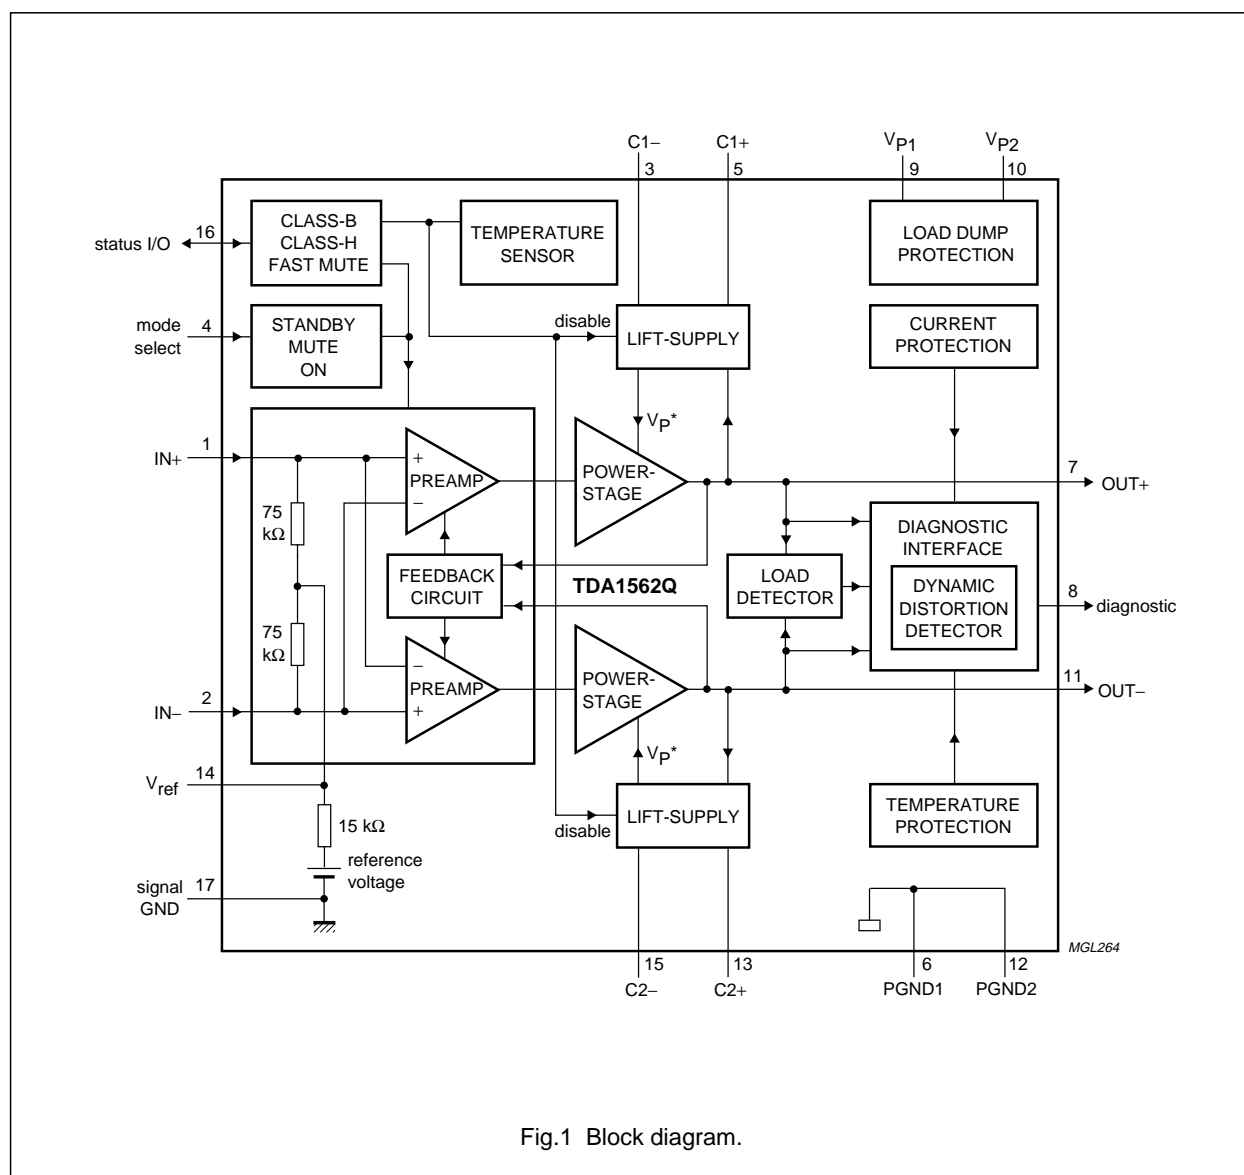 C1−
C1+
VP1
VP2
3
5
9
10
status I/O
16
CLASS-B
CLASS-H
FAST MUTE
TEMPERATURE
SENSOR
LOAD DUMP
PROTECTION
mode
select
4
STANDBY
MUTE
ON
disable
LIFT-SUPPLY
CURRENT
PROTECTION
VP*
IN+
1
+
PREAMP
−
POWER-
STAGE
7
OUT+
75
kΩ
FEEDBACK
CIRCUIT
TDA1562Q
LOAD
DETECTOR
DIAGNOSTIC
INTERFACE
DYNAMIC
DISTORTION
DETECTOR
8
diagnostic
75
kΩ
−
PREAMP
+
POWER-
STAGE
11
OUT−
IN−
2
VP*
Vref
14
15 kΩ
disable
LIFT-SUPPLY
TEMPERATURE
PROTECTION
reference
voltage
signal
GND
17
MGL264
15
13
6
12
C2−
C2+
PGND1
PGND2
Fig.1 Block diagram.